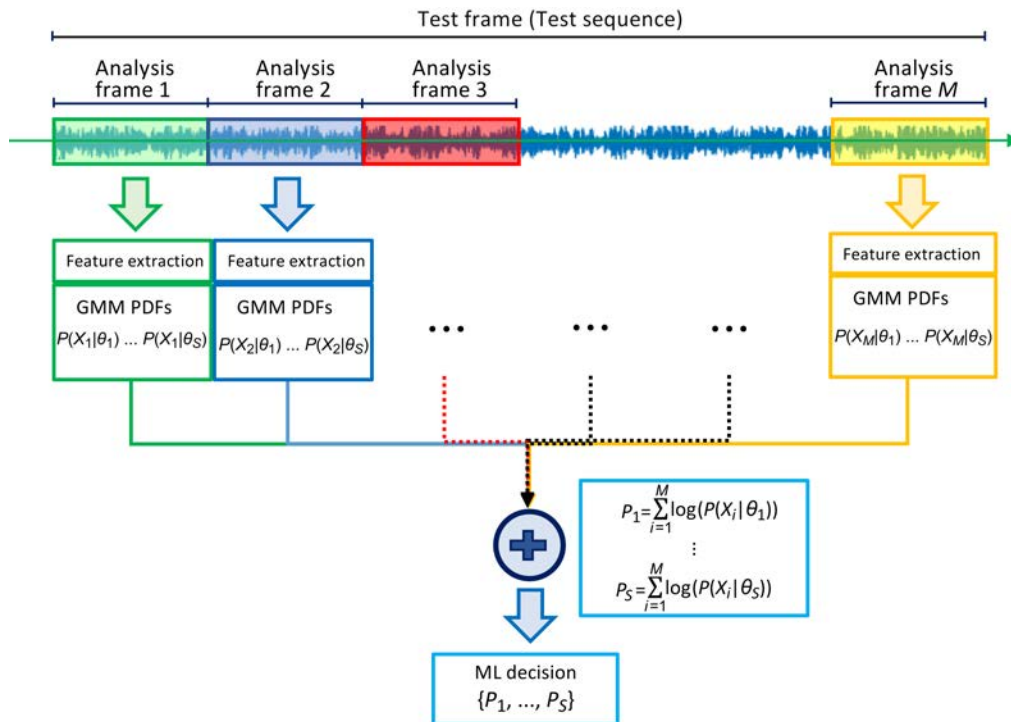 Test frame (Test sequence)
Analysis
frame 1
Analysis
frame 2
Analysis
frame 3
Analysis
frame M
Feature extraction
Feature extraction
Feature extraction
GMM PDFs
P(X₁|θ₁) ... P(X₁|θS)
GMM PDFs
P(X₂|θ₁) ... P(X₂|θS)
...
...
...
GMM PDFs
P(XM|θ₁) ... P(XM|θS)
P₁=∑ᵢ₌₁ᴹ log(P(Xᵢ|θ₁))
⋮
PS=∑ᵢ₌₁ᴹ log(P(Xᵢ|θS))
ML decision
{P₁, ..., PS}